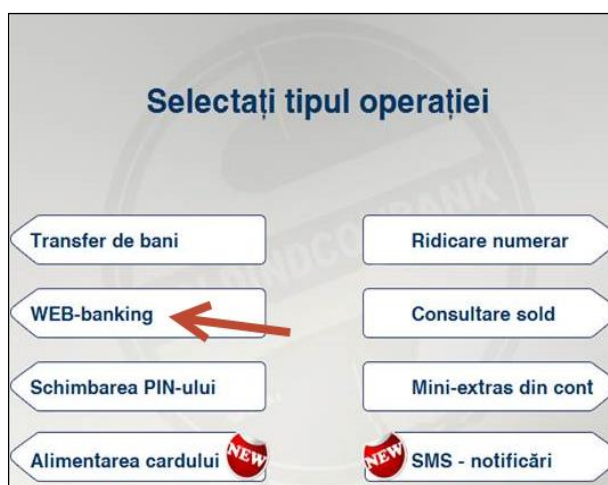 Selectați tipul operației
Transfer de bani
Ridicare numerar
WEB-banking
Consultare sold
Schimbarea PIN-ului
Mini-extras din cont
Alimentarea cardului
NEW
NEW
SMS - notificări